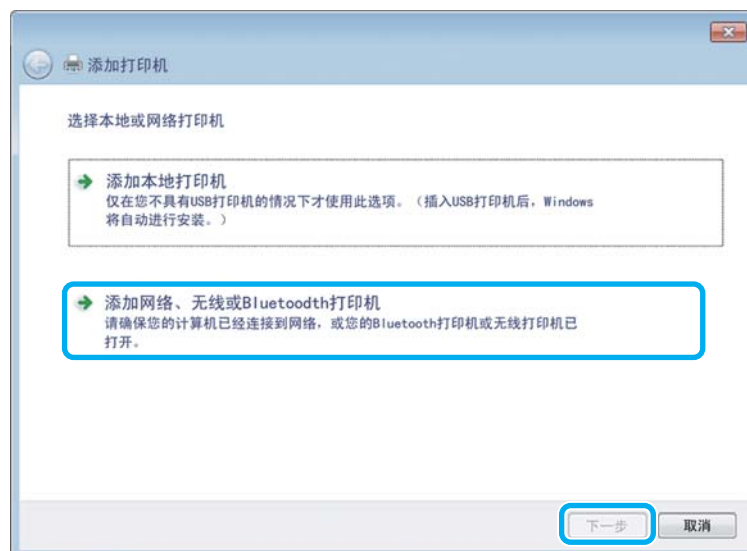 添加打印机
选择本地或网络打印机
添加本地打印机
仅在您不具有USB打印机的情况下才使用此选项。（插入USB打印机后，Windows
将自动进行安装。）
添加网络、无线或Bluetoodth打印机
请确保您的计算机已经连接到网络，或您的Bluetooth打印机或无线打印机已
打开。
下一步 取消